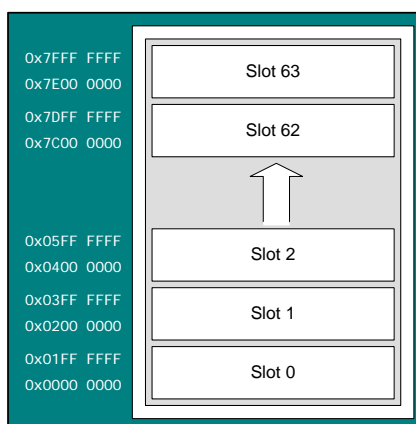 0x7FFF FFFF
Slot 63
0x7E00 0000
0x7DFF FFFF
Slot 62
0x7C00 0000
0x05FF FFFF
Slot 2
0x0400 0000
0x03FF FFFF
Slot 1
0x0200 0000
0x01FF FFFF
Slot 0
0x0000 0000